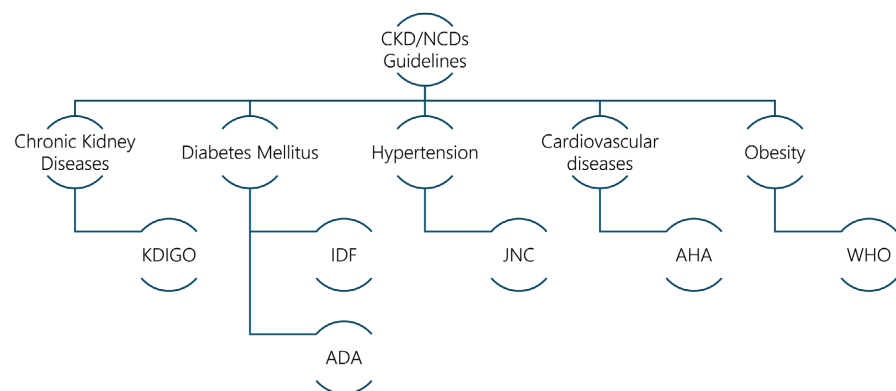 CKD/NCDs
Guidelines
Chronic Kidney
Diseases
Diabetes Mellitus
Hypertension
Cardiovascular
diseases
Obesity
KDIGO
IDF
JNC
AHA
WHO
ADA